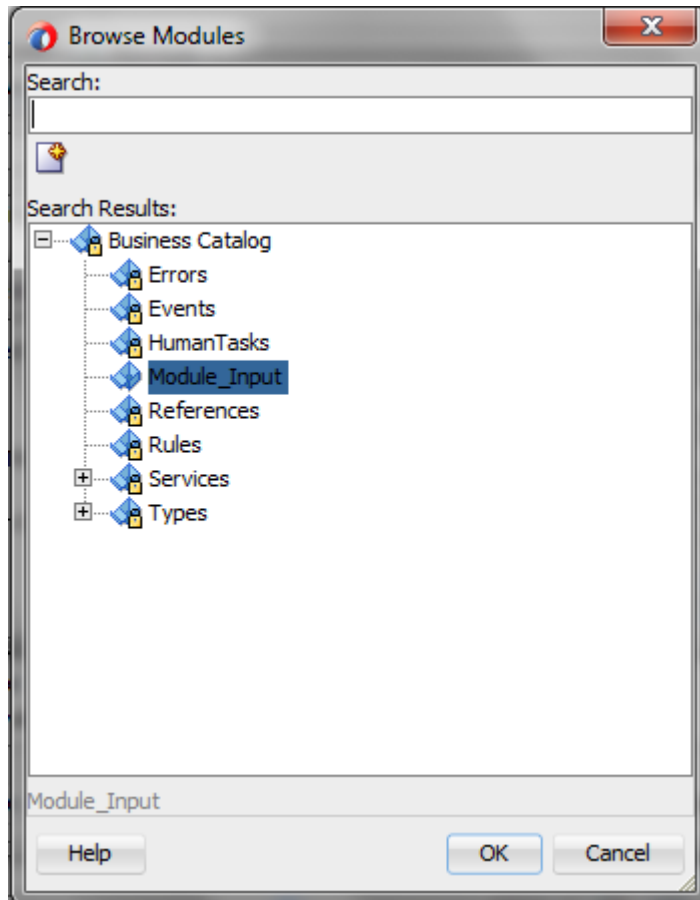 Browse Modules
Search:
Search Results:
Business Catalog
Errors
Events
HumanTasks
Module_Input
References
Rules
Services
Types
Module_Input
Help OK Cancel